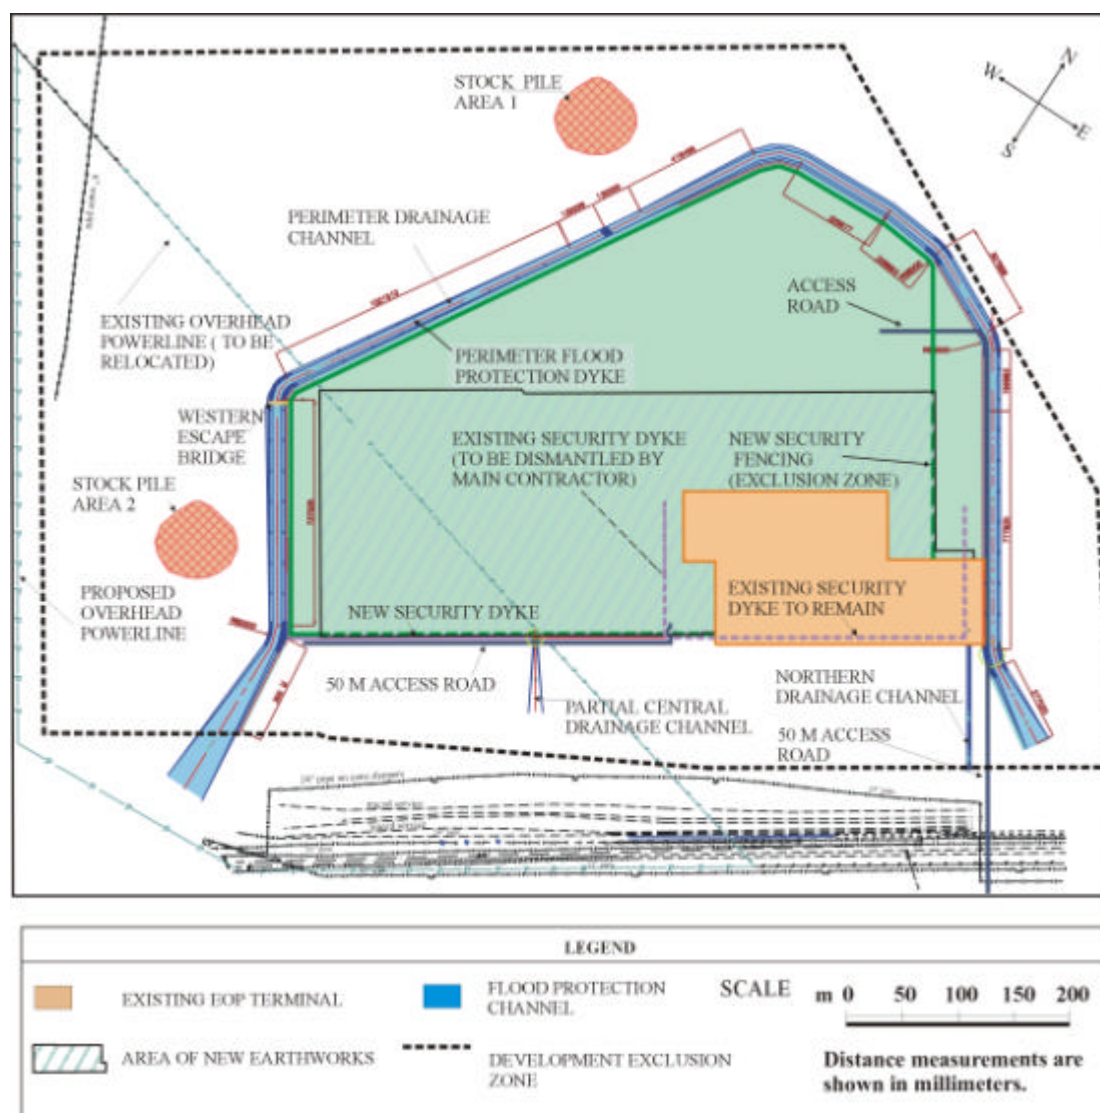 N
W
E
S
STOCK PILE
AREA 1
PERIMETER DRAINAGE
CHANNEL
ACCESS
ROAD
EXISTING OVERHEAD
POWERLINE ( TO BE
RELOCATED)
PERIMETER FLOOD
PROTECTION DYKE
WESTERN
ESCAPE
BRIDGE
EXISTING SECURITY DYKE
(TO BE DISMANTLED BY
MAIN CONTRACTOR)
NEW SECURITY
FENCING
(EXCLUSION ZONE)
STOCK PILE
AREA 2
PROPOSED
OVERHEAD
POWERLINE
NEW SECURITY DYKE
EXISTING SECURITY
DYKE TO REMAIN
50 M ACCESS ROAD
PARTIAL CENTRAL
DRAINAGE CHANNEL
NORTHERN
DRAINAGE CHANNEL
50 M ACCESS
ROAD
LEGEND
EXISTING EOP TERMINAL
FLOOD PROTECTION
CHANNEL
SCALE m 0 50 100 150 200
AREA OF NEW EARTHWORKS
DEVELOPMENT EXCLUSION
ZONE
Distance measurements are
shown in millimeters.